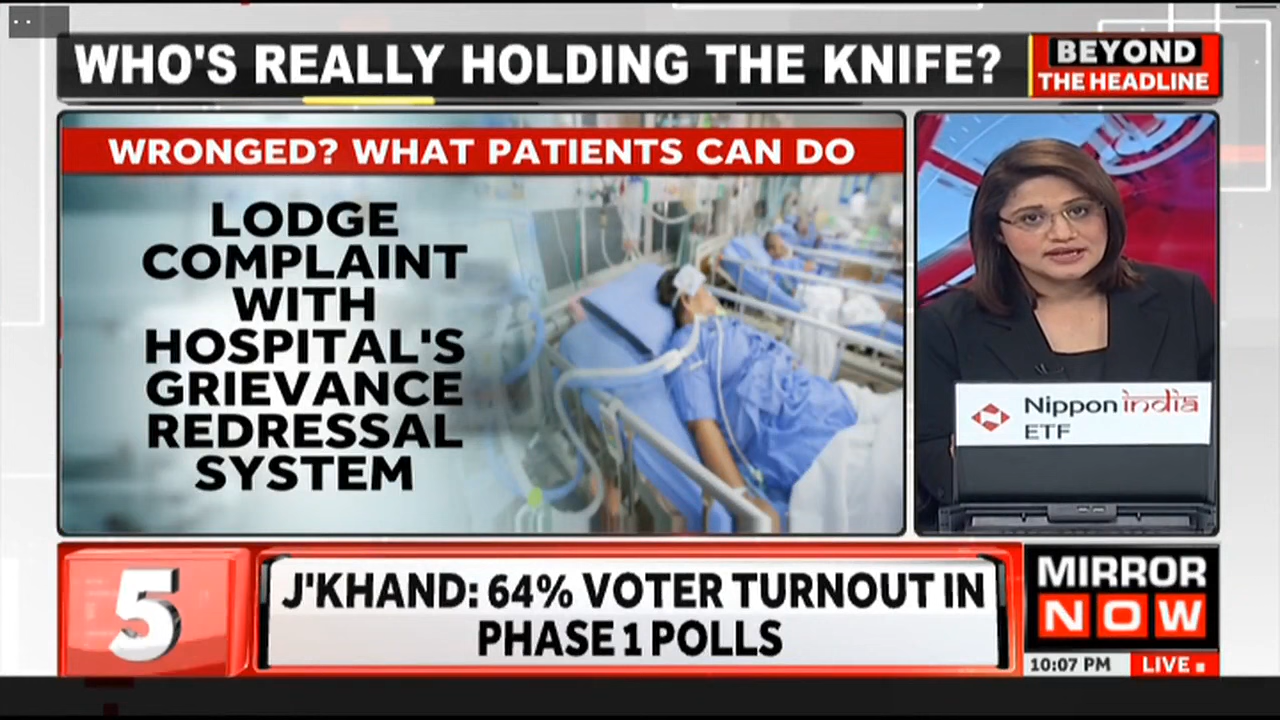 WHO'S REALLY HOLDING THE KNIFE?
BEYOND
THE HEADLINE
WRONGED? WHAT PATIENTS CAN DO
LODGE
COMPLAINT
WITH
HOSPITAL'S
GRIEVANCE
REDRESSAL
SYSTEM
Nippon india
ETF
5
J'KHAND: 64% VOTER TURNOUT IN
PHASE 1 POLLS
MIRROR
NOW
10:07 PM
LIVE